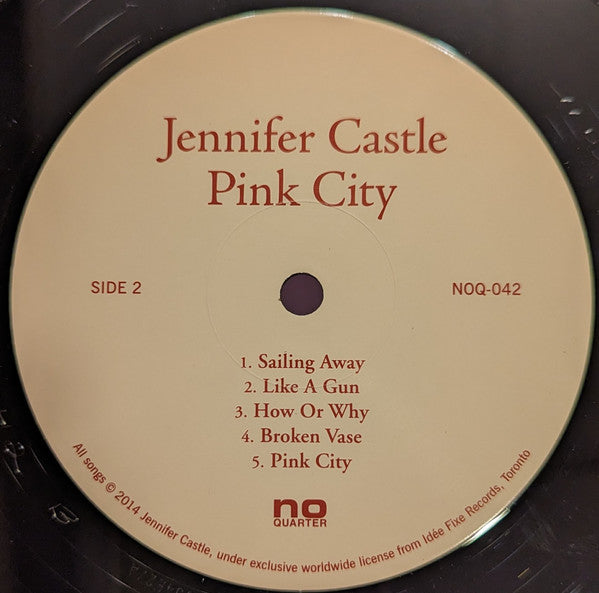 Jennifer Castle
Pink City
SIDE 2
NOQ-042
1. Sailing Away
2. Like A Gun
3. How Or Why
4. Broken Vase
5. Pink City
no
QUARTER
All songs © 2014 Jennifer Castle, under exclusive worldwide license from Idée Fixe Records, Toronto